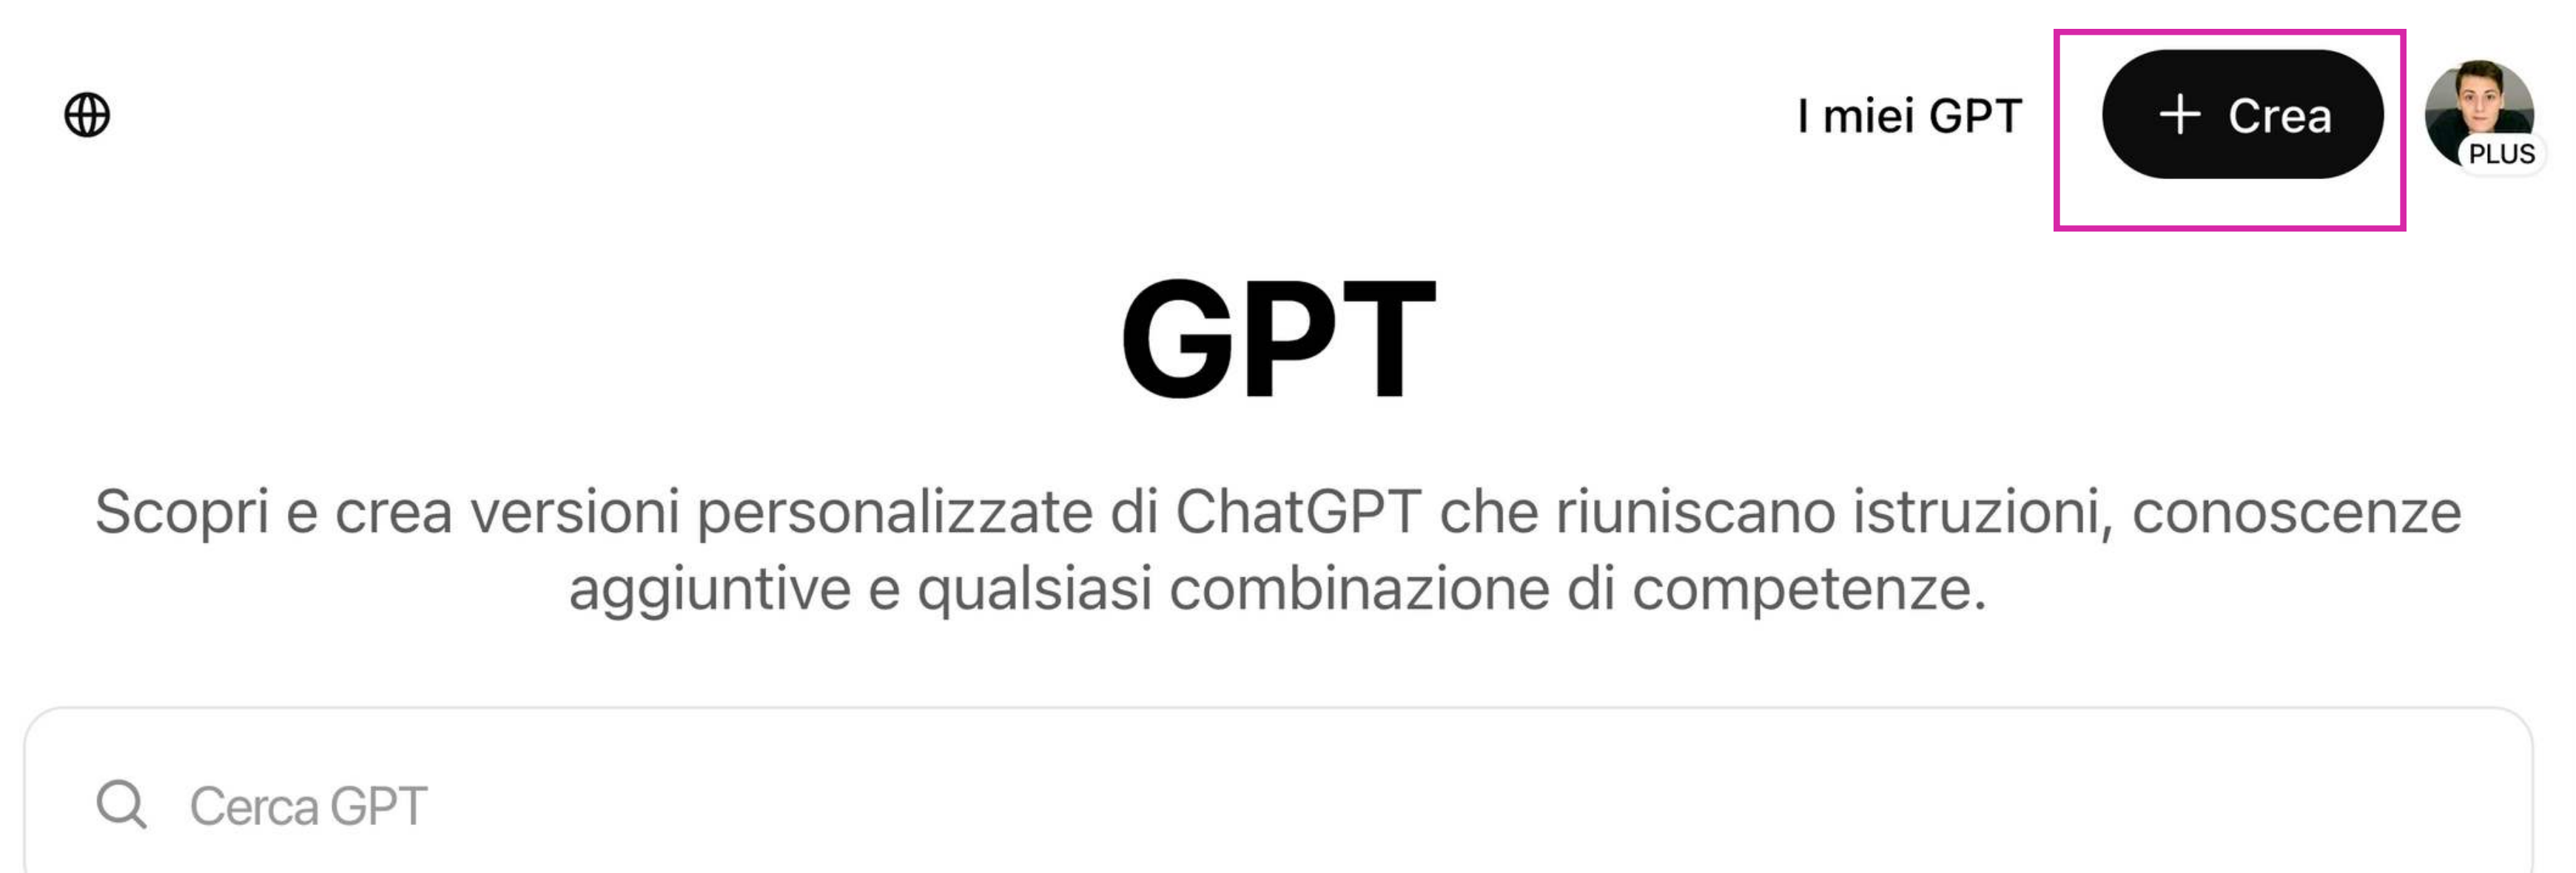 I miei GPT
+ Crea
PLUS
GPT
Scopri e crea versioni personalizzate di ChatGPT che riuniscano istruzioni, conoscenze
aggiuntive e qualsiasi combinazione di competenze.
Cerca GPT